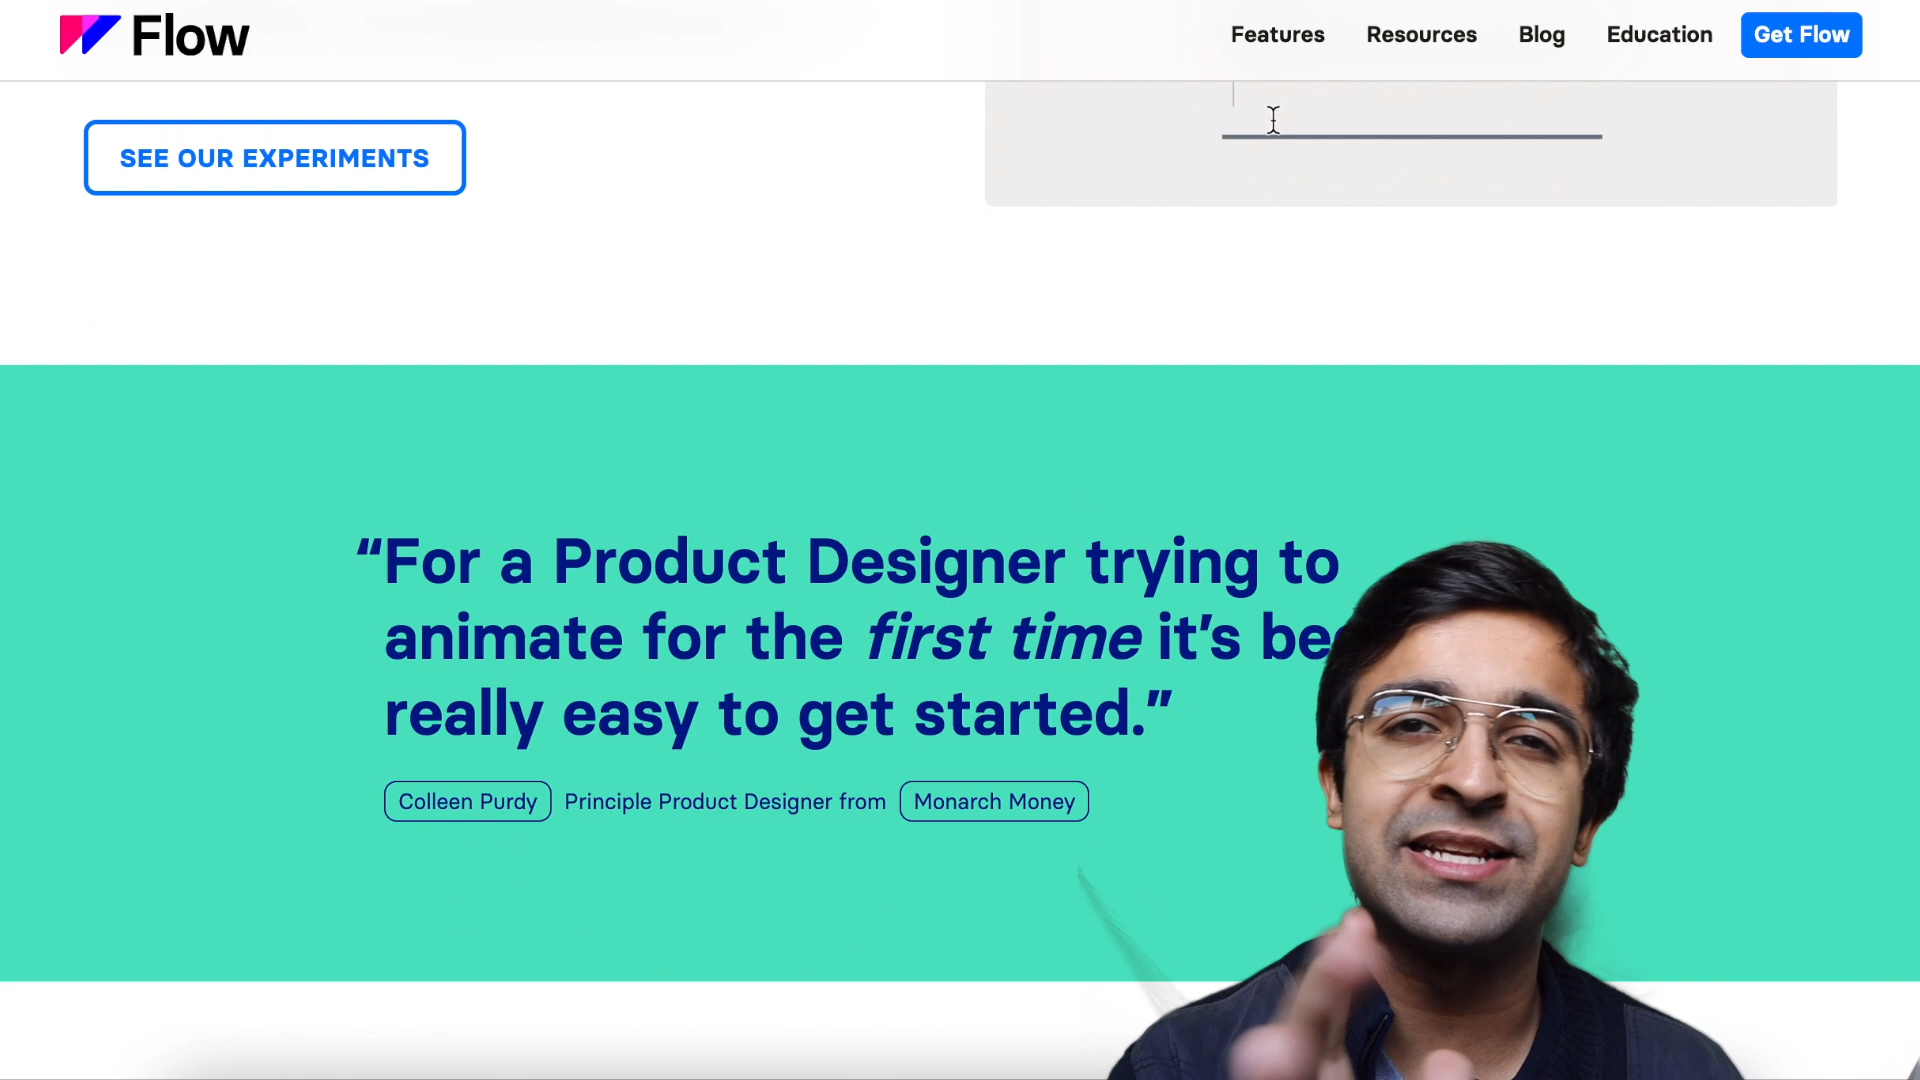 Flow
Features Resources Blog Education Get Flow
SEE OUR EXPERIMENTS
“For a Product Designer trying to
animate for the first time it’s
really easy to get started.”
Colleen Purdy Principle Product Designer from Monarch Money